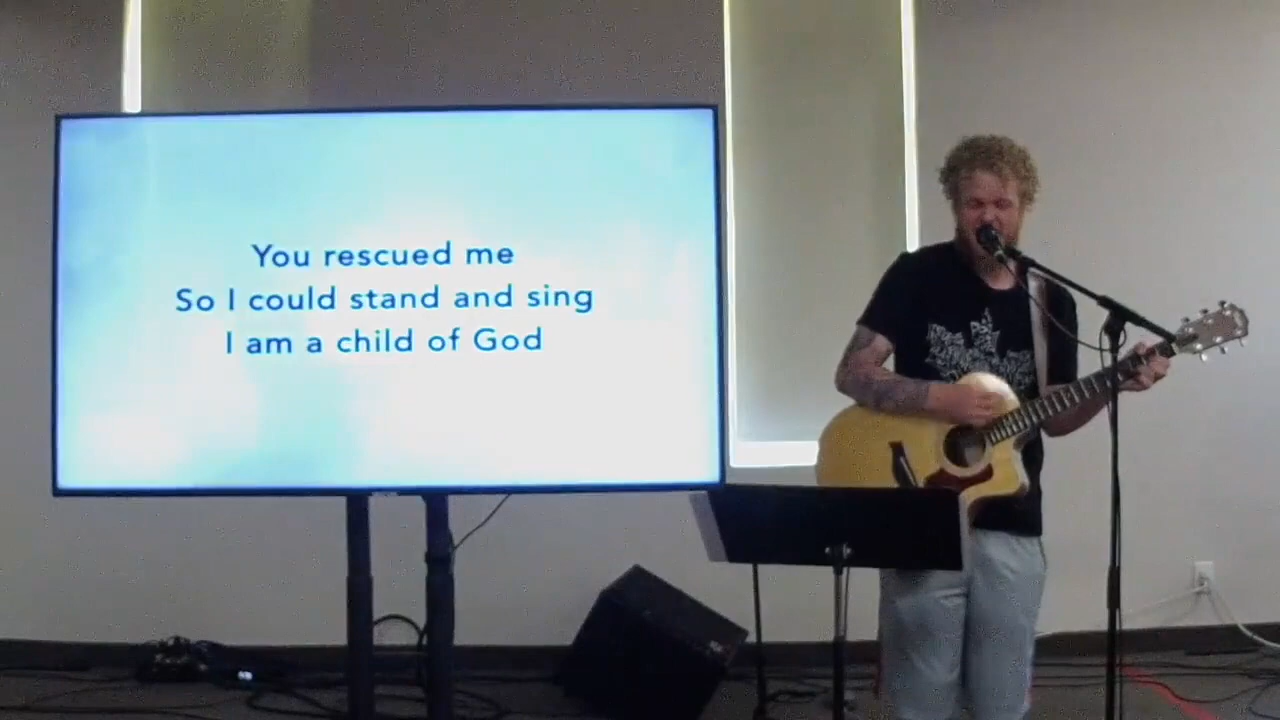 You rescued me
So I could stand and sing
I am a child of God